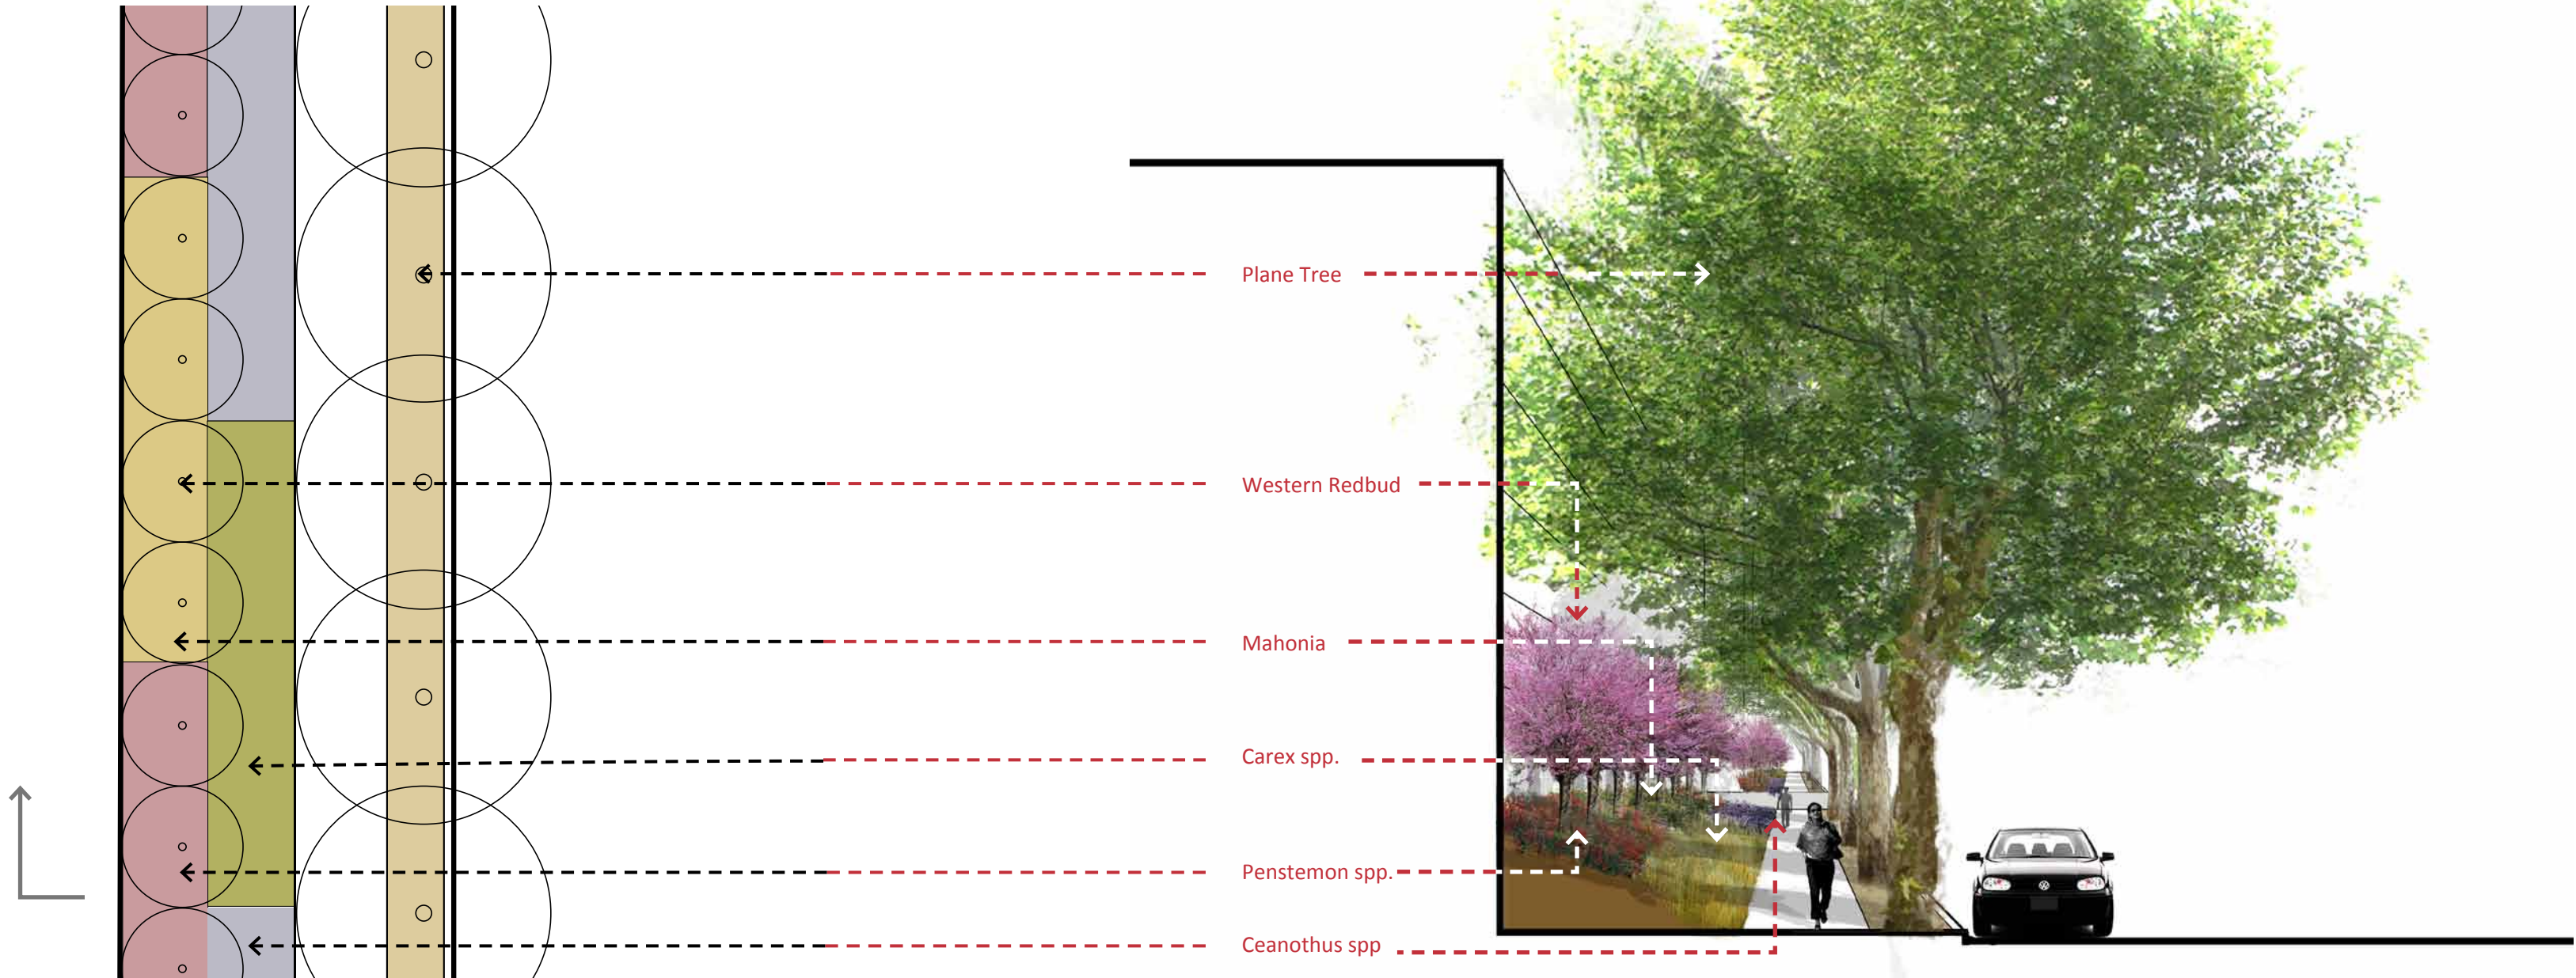 Plane Tree
Western Redbud
Mahonia
Carex spp.
Penstemon spp.
Ceanothus spp